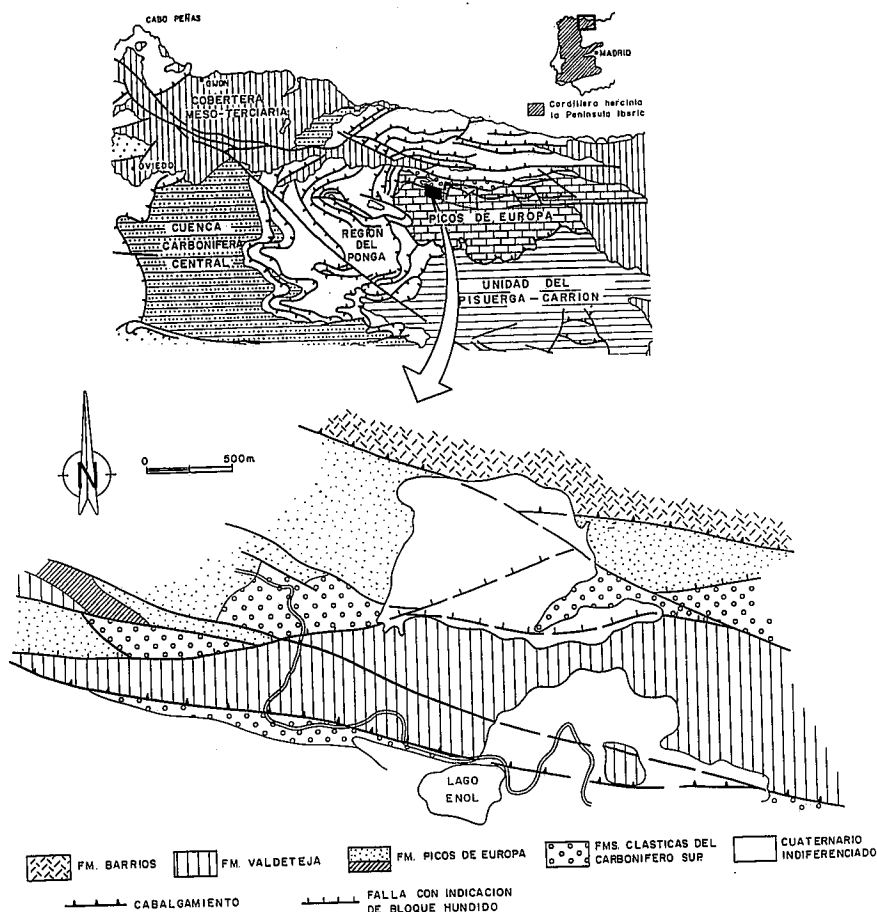 CABO PEÑAS
GIJON
MADRID
Cordillera hercinia
la Peninsula Iberic
COBERTERA
MESO-TERCIARIA
OVIEDO
CUENCA
CARBONIFERA
CENTRAL
REGION
DEL
PONGA
PICOS DE EUROPA
UNIDAD DEL
PISUERGA-CARRION
N
0 500m.
LAGO
ENOL
FM. BARRIOS
FM. VALDETEJA
FM. PICOS DE EUROPA
FMS. CLASTICAS DEL
CARBONIFERO SUP.
CUATERNARIO
INDIFERENCIADO
CABALGAMIENTO
FALLA CON INDICACION
DE BLOQUE HUNDIDO